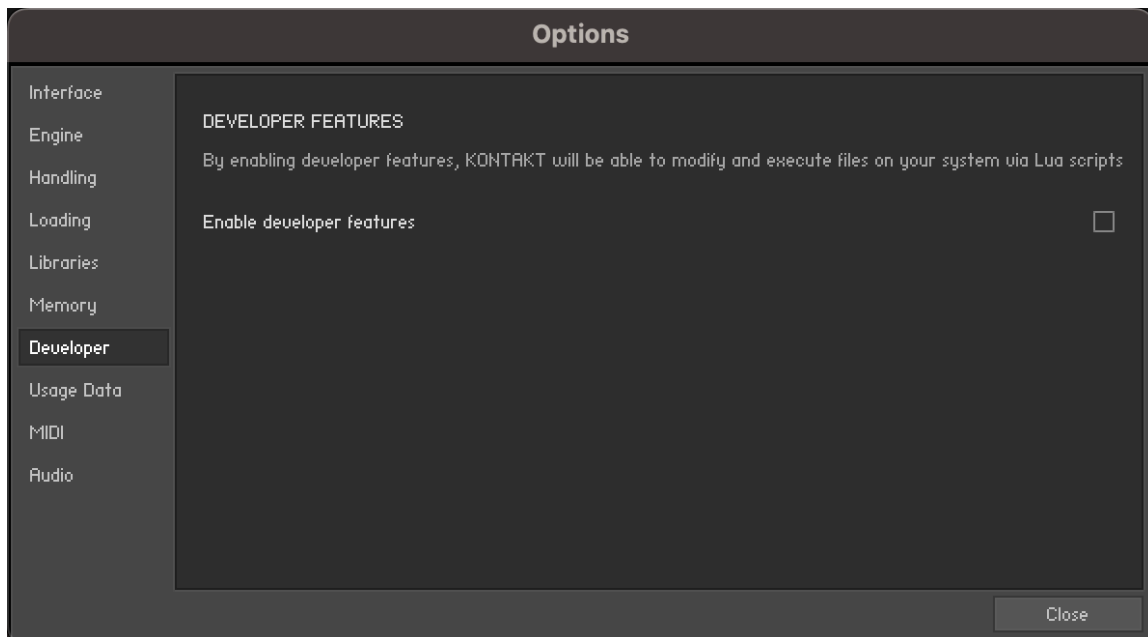 Options
Interface
Engine
Handling
Loading
Libraries
Memory
Developer
Usage Data
MIDI
Audio
DEVELOPER FEATURES
By enabling developer features, KONTAKT will be able to modify and execute files on your system via Lua scripts
Enable developer features
Close